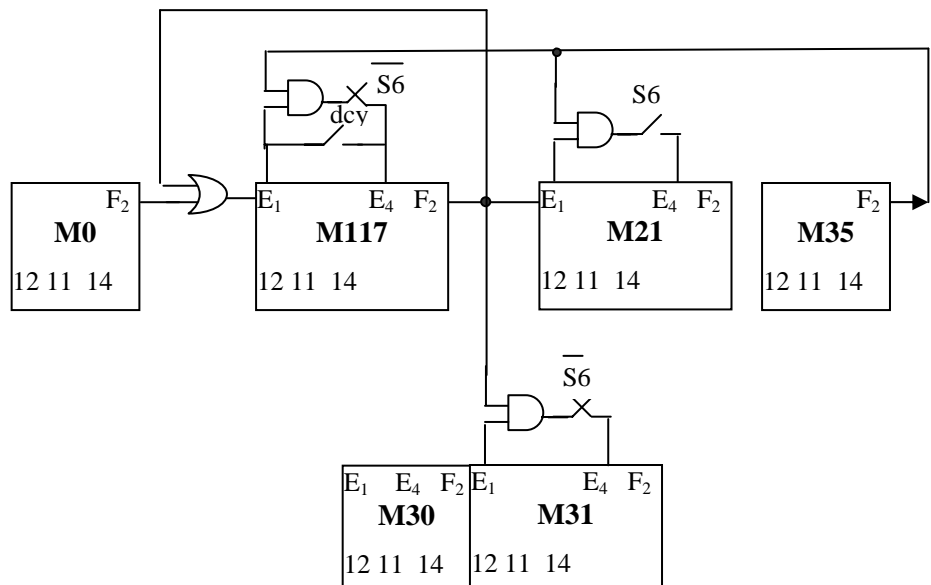 S6
dcy
S6
F₂
E₁ E₄ F₂
E₁ E₄ F₂
F₂
M0
M117
M21
M35
12 11 14
12 11 14
12 11 14
12 11 14
S6
E₁ E₄ F₂
E₁ E₄ F₂
M30
M31
12 11 14
12 11 14